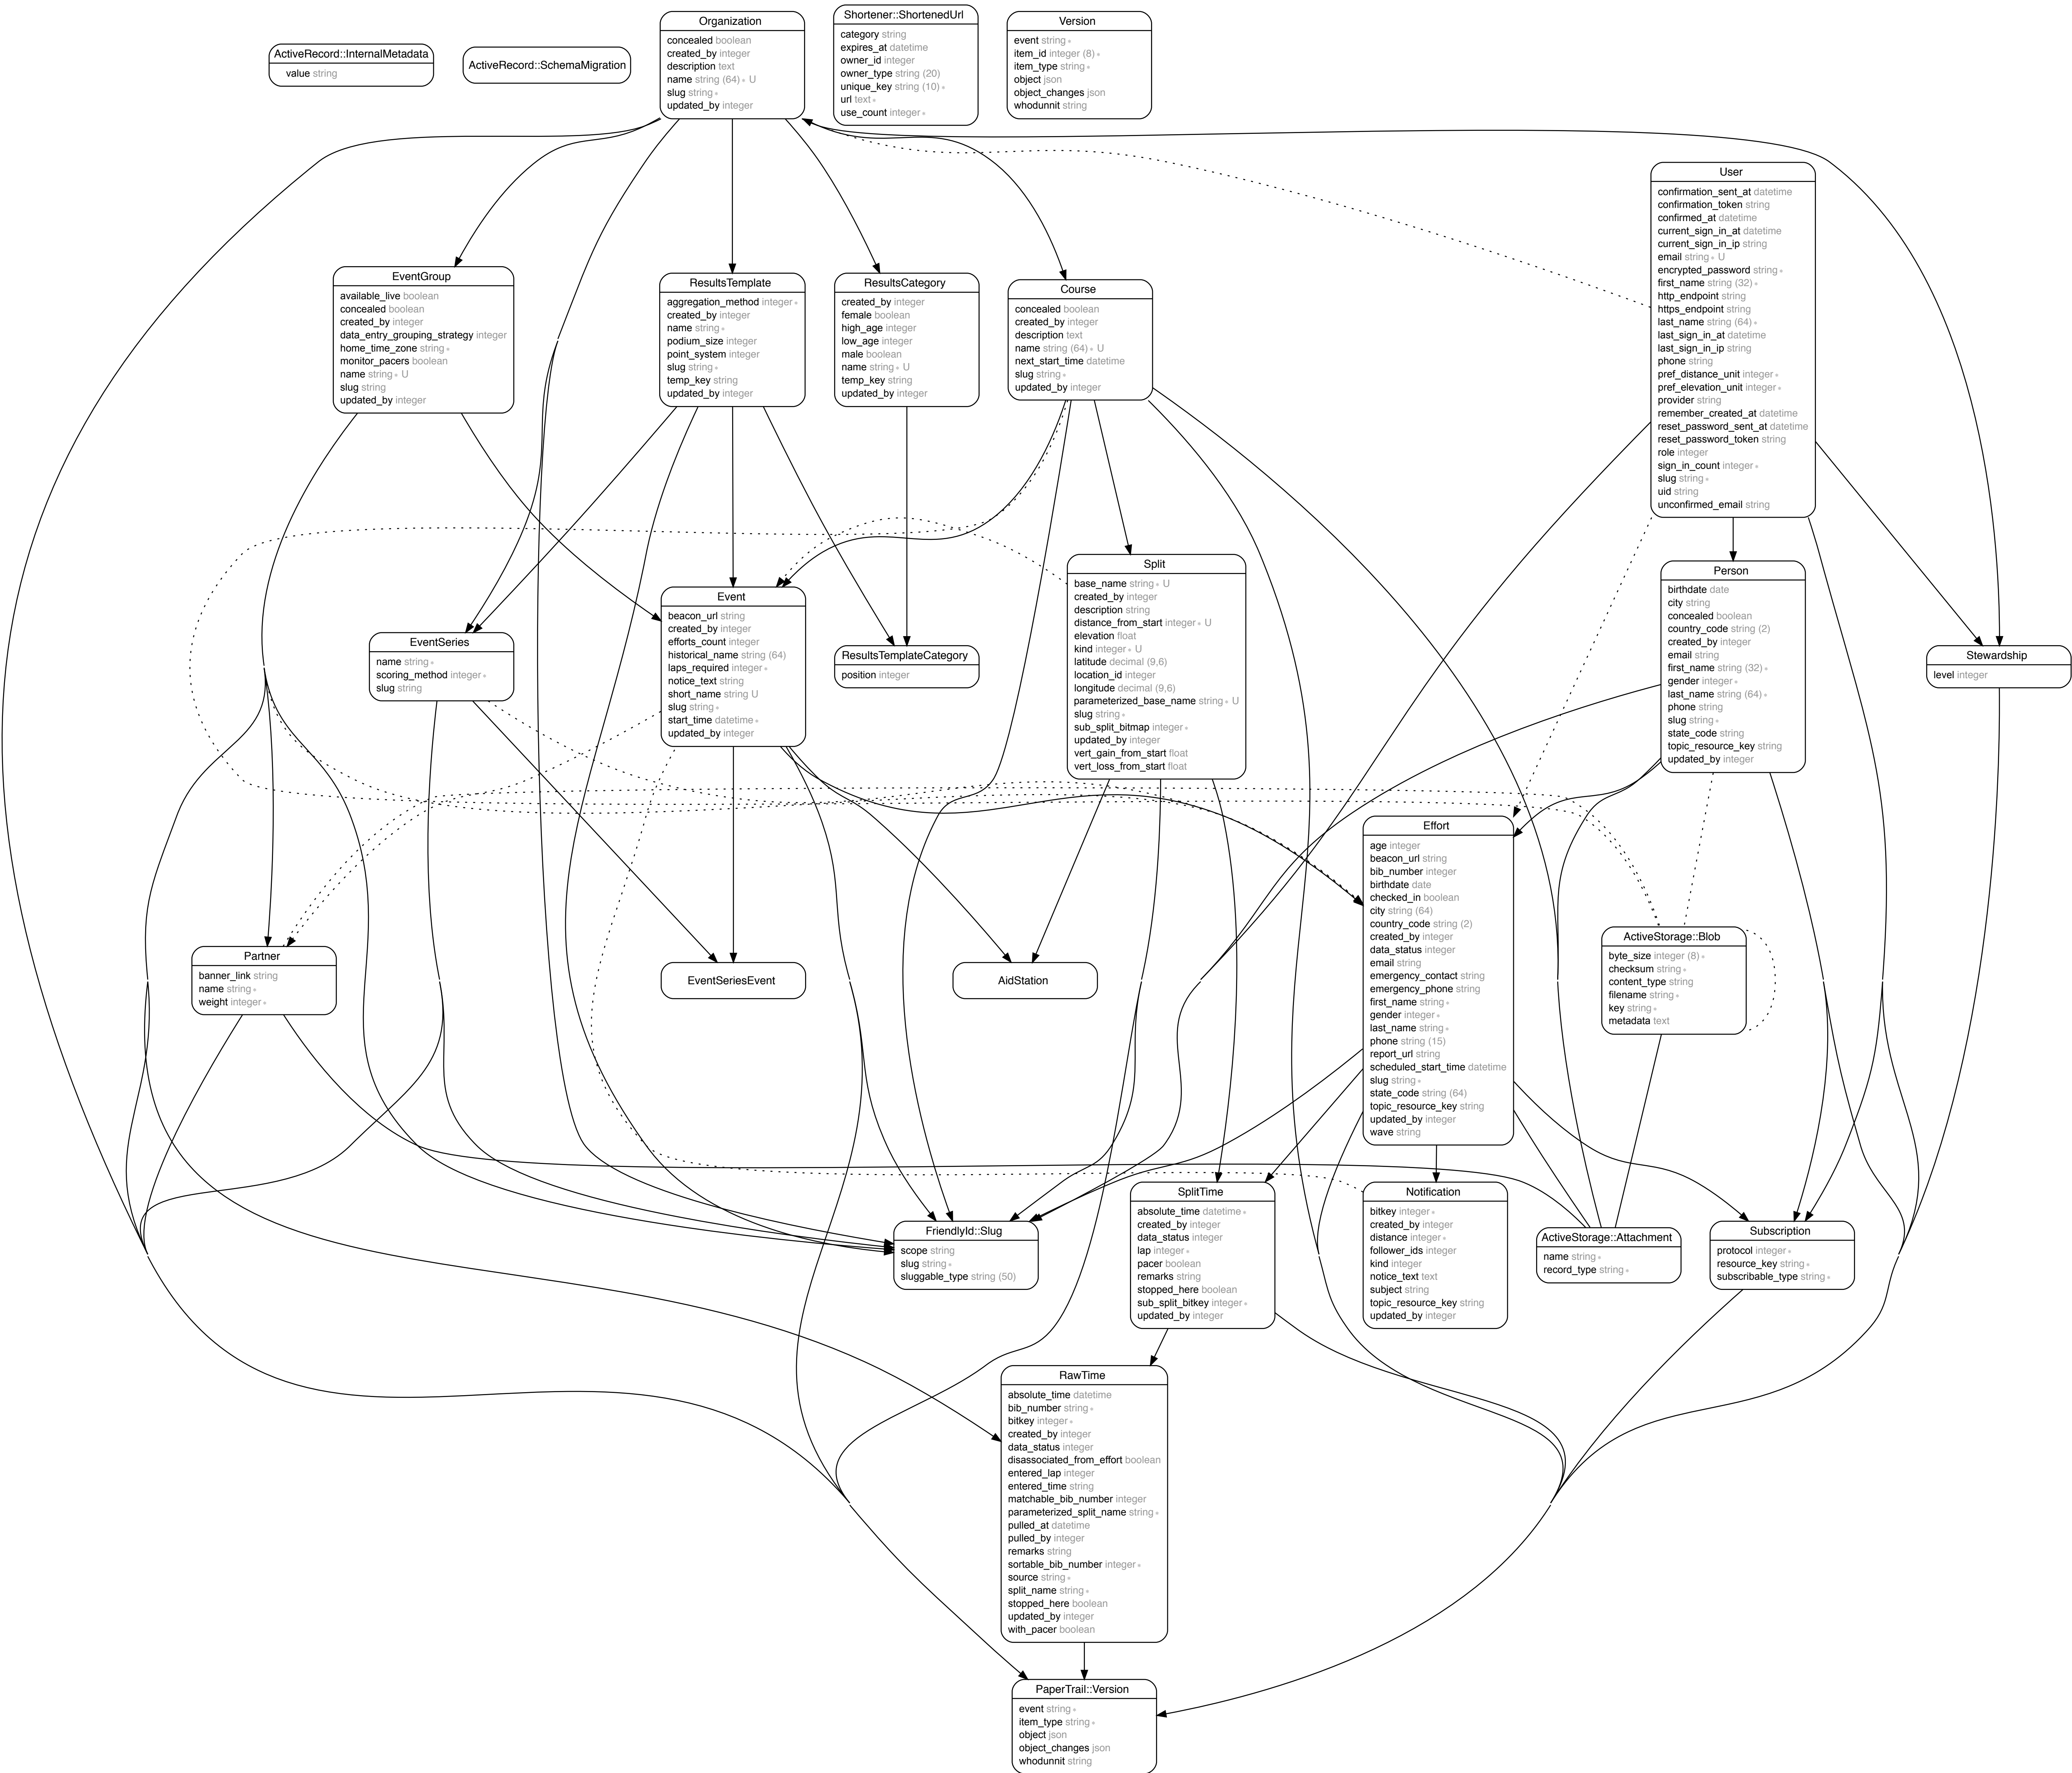 ActiveRecord::InternalMetadata
value string
ActiveRecord::SchemaMigration
Organization
concealed boolean
created_by integer
description text
name string (64) ∗ U
slug string ∗
updated_by integer
Shortener::ShortenedUrl
category string
expires_at datetime
owner_id integer
owner_type string (20)
unique_key string (10) ∗
url text ∗
use_count integer ∗
Version
event string ∗
item_id integer (8) ∗
item_type string ∗
object json
object_changes json
whodunnit string
User
confirmation_sent_at datetime
confirmation_token string
confirmed_at datetime
current_sign_in_at datetime
current_sign_in_ip string
email string ∗ U
encrypted_password string ∗
first_name string (32) ∗
http_endpoint string
https_endpoint string
last_name string (64) ∗
last_sign_in_at datetime
last_sign_in_ip string
phone string
pref_distance_unit integer ∗
pref_elevation_unit integer ∗
provider string
remember_created_at datetime
reset_password_sent_at datetime
reset_password_token string
role integer
sign_in_count integer ∗
slug string ∗
uid string
unconfirmed_email string
EventGroup
available_live boolean
concealed boolean
created_by integer
data_entry_grouping_strategy integer
home_time_zone string ∗
monitor_pacers boolean
name string ∗ U
slug string
updated_by integer
ResultsTemplate
aggregation_method integer ∗
created_by integer
name string ∗
podium_size integer
point_system integer
slug string ∗
temp_key string
updated_by integer
ResultsCategory
created_by integer
female boolean
high_age integer
low_age integer
male boolean
name string ∗ U
temp_key string
updated_by integer
Course
concealed boolean
created_by integer
description text
name string (64) ∗ U
next_start_time datetime
slug string ∗
updated_by integer
Split
base_name string ∗ U
created_by integer
description string
distance_from_start integer ∗ U
elevation float
kind integer ∗ U
latitude decimal (9,6)
location_id integer
longitude decimal (9,6)
parameterized_base_name string ∗ U
slug string ∗
sub_split_bitmap integer ∗
updated_by integer
vert_gain_from_start float
vert_loss_from_start float
Person
birthdate date
city string
concealed boolean
country_code string (2)
created_by integer
email string
first_name string (32) ∗
gender integer ∗
last_name string (64) ∗
phone string
slug string ∗
state_code string
topic_resource_key string
updated_by integer
Event
beacon_url string
created_by integer
efforts_count integer
historical_name string (64)
laps_required integer ∗
notice_text string
short_name string U
slug string ∗
start_time datetime ∗
updated_by integer
EventSeries
name string ∗
scoring_method integer ∗
slug string
ResultsTemplateCategory
position integer
Stewardship
level integer
Effort
age integer
beacon_url string
bib_number integer
birthdate date
checked_in boolean
city string (64)
country_code string (2)
created_by integer
data_status integer
email string
emergency_contact string
emergency_phone string
first_name string ∗
gender integer ∗
last_name string ∗
phone string (15)
report_url string
scheduled_start_time datetime
slug string ∗
state_code string (64)
topic_resource_key string
updated_by integer
wave string
ActiveStorage::Blob
byte_size integer (8) ∗
checksum string ∗
content_type string
filename string ∗
key string ∗
metadata text
Partner
banner_link string
name string ∗
weight integer ∗
EventSeriesEvent
AidStation
SplitTime
absolute_time datetime ∗
created_by integer
data_status integer
lap integer ∗
pacer boolean
remarks string
stopped_here boolean
sub_split_bitkey integer ∗
updated_by integer
Notification
bitkey integer ∗
created_by integer
distance integer ∗
follower_ids integer
kind integer
notice_text text
subject string
topic_resource_key string
updated_by integer
FriendlyId::Slug
scope string
slug string ∗
sluggable_type string (50)
ActiveStorage::Attachment
name string ∗
record_type string ∗
Subscription
protocol integer ∗
resource_key string ∗
subscribable_type string ∗
RawTime
absolute_time datetime
bib_number string ∗
bitkey integer ∗
created_by integer
data_status integer
disassociated_from_effort boolean
entered_lap integer
entered_time string
matchable_bib_number integer
parameterized_split_name string ∗
pulled_at datetime
pulled_by integer
remarks string
sortable_bib_number integer ∗
source string ∗
split_name string ∗
stopped_here boolean
updated_by integer
with_pacer boolean
PaperTrail::Version
event string ∗
item_type string ∗
object json
object_changes json
whodunnit string